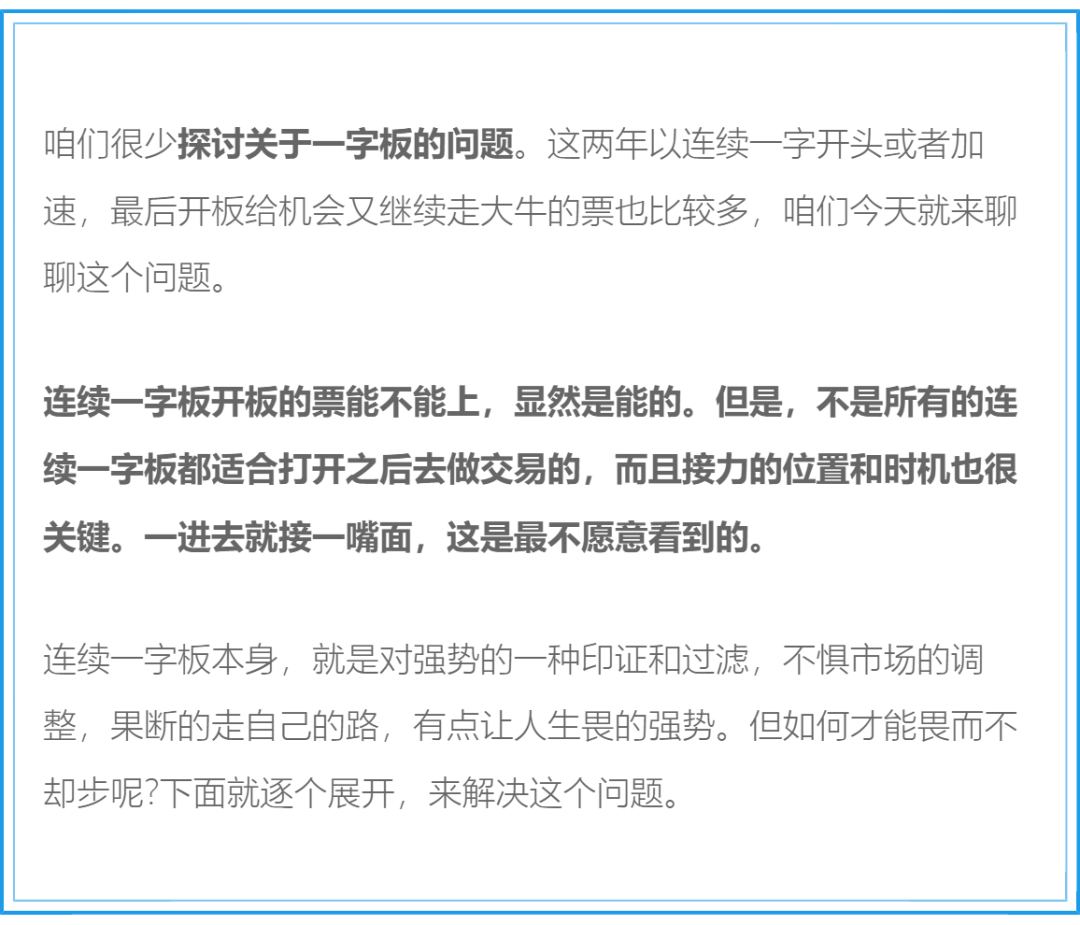 咱们很少探讨关于一字板的问题。这两年以连续一字开头或者加
速，最后开板给机会又继续走大牛的票也比较多，咱们今天就来聊
聊这个问题。
连续一字板开板的票能不能上，显然是能的。但是，不是所有的连
续一字板都适合打开之后去做交易的，而且接力的位置和时机也很
关键。一进去就接一嘴面，这是最不愿意看到的。
连续一字板本身，就是对强势的一种印证和过滤，不惧市场的调
整，果断的走自己的路，有点让人生畏的强势。但如何才能畏而不
却步呢?下面就逐个展开，来解决这个问题。